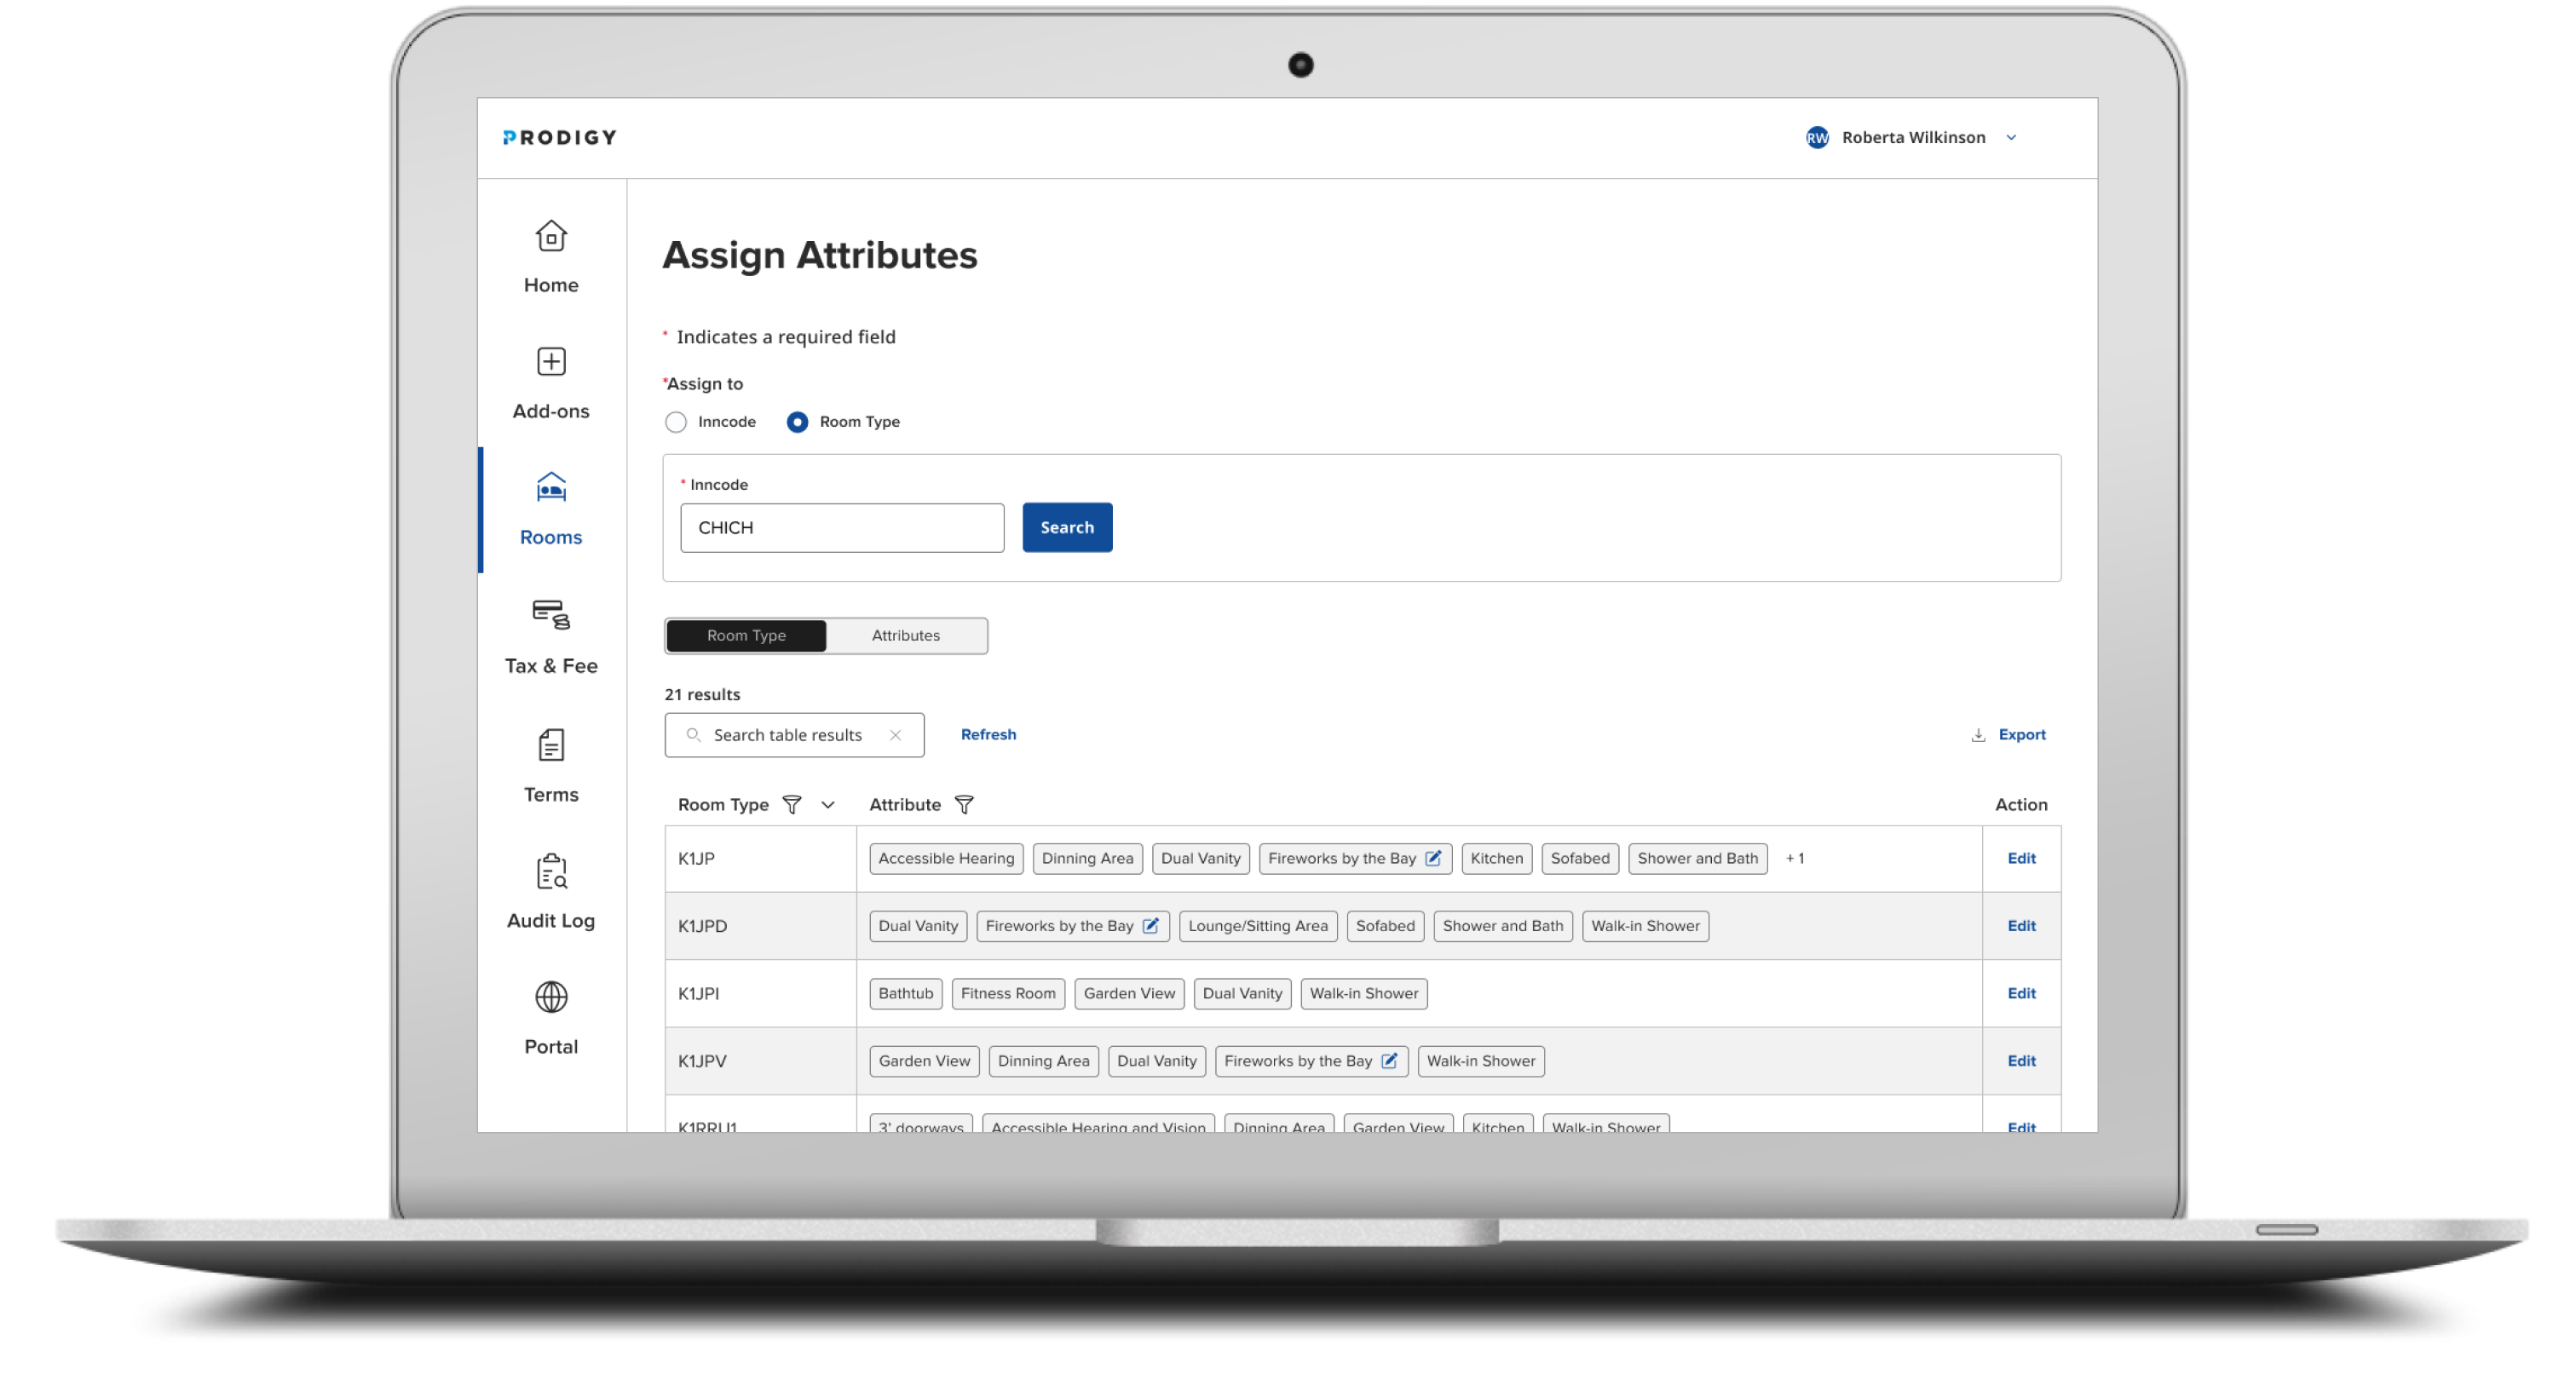 PRODIGY
RW Roberta Wilkinson
Home
Add-ons
Rooms
Tax & Fee
Terms
Audit Log
Portal
Assign Attributes
* Indicates a required field
*Assign to
Inncode Room Type
* Inncode
CHICH Search
Room Type Attributes
21 results
Search table results Refresh Export
Room Type Attribute Action
K1JP Accessible Hearing Dinning Area Dual Vanity Fireworks by the Bay Kitchen Sofabed Shower and Bath + 1 Edit
K1JPD Dual Vanity Fireworks by the Bay Lounge/Sitting Area Sofabed Shower and Bath Walk-in Shower Edit
K1JPI Bathtub Fitness Room Garden View Dual Vanity Walk-in Shower Edit
K1JPV Garden View Dinning Area Dual Vanity Fireworks by the Bay Walk-in Shower Edit
K1RRU1 3' doorways Accessible Hearing and Vision Dinning Area Garden View Kitchen Walk-in Shower Edit